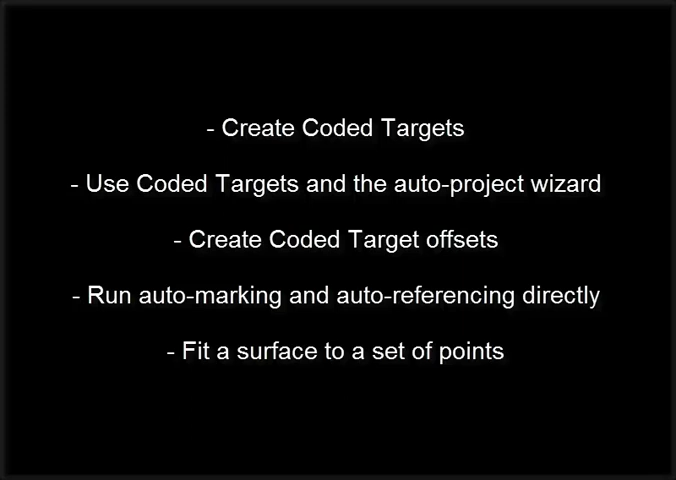 - Create Coded Targets
- Use Coded Targets and the auto-project wizard
- Create Coded Target offsets
- Run auto-marking and auto-referencing directly
- Fit a surface to a set of points